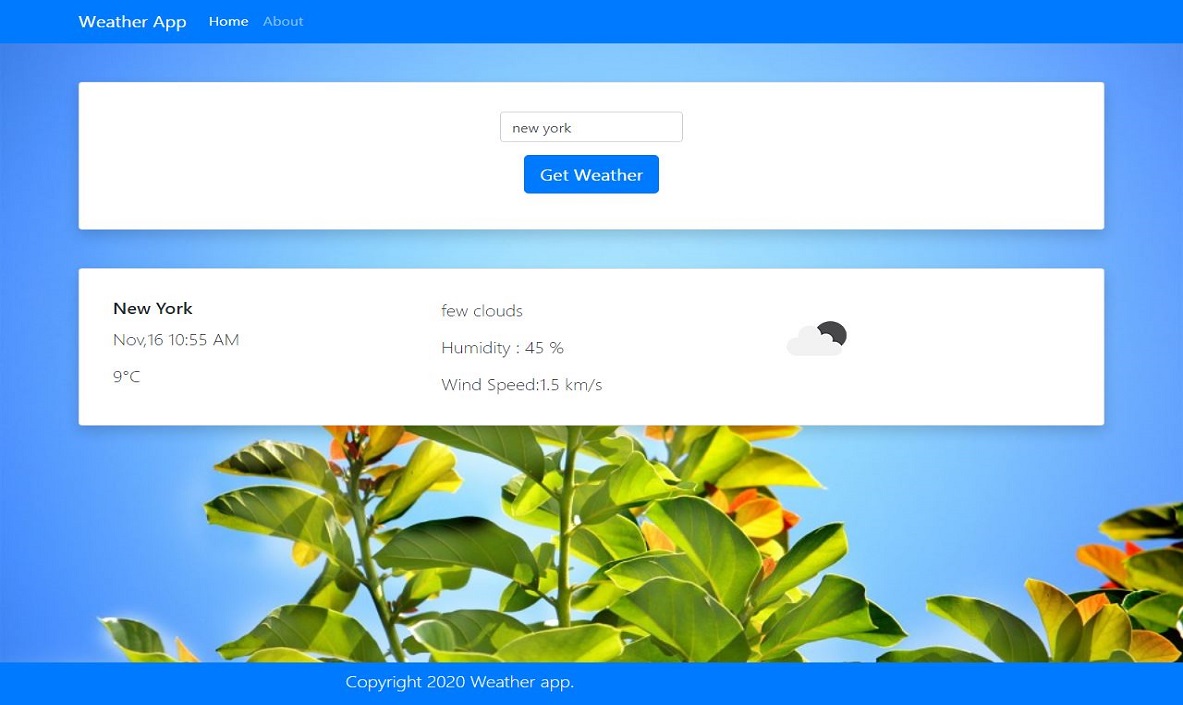 Weather App Home About
new york
Get Weather
New York
Nov,16 10:55 AM
9°C
few clouds
Humidity : 45 %
Wind Speed:1.5 km/s
Copyright 2020 Weather app.